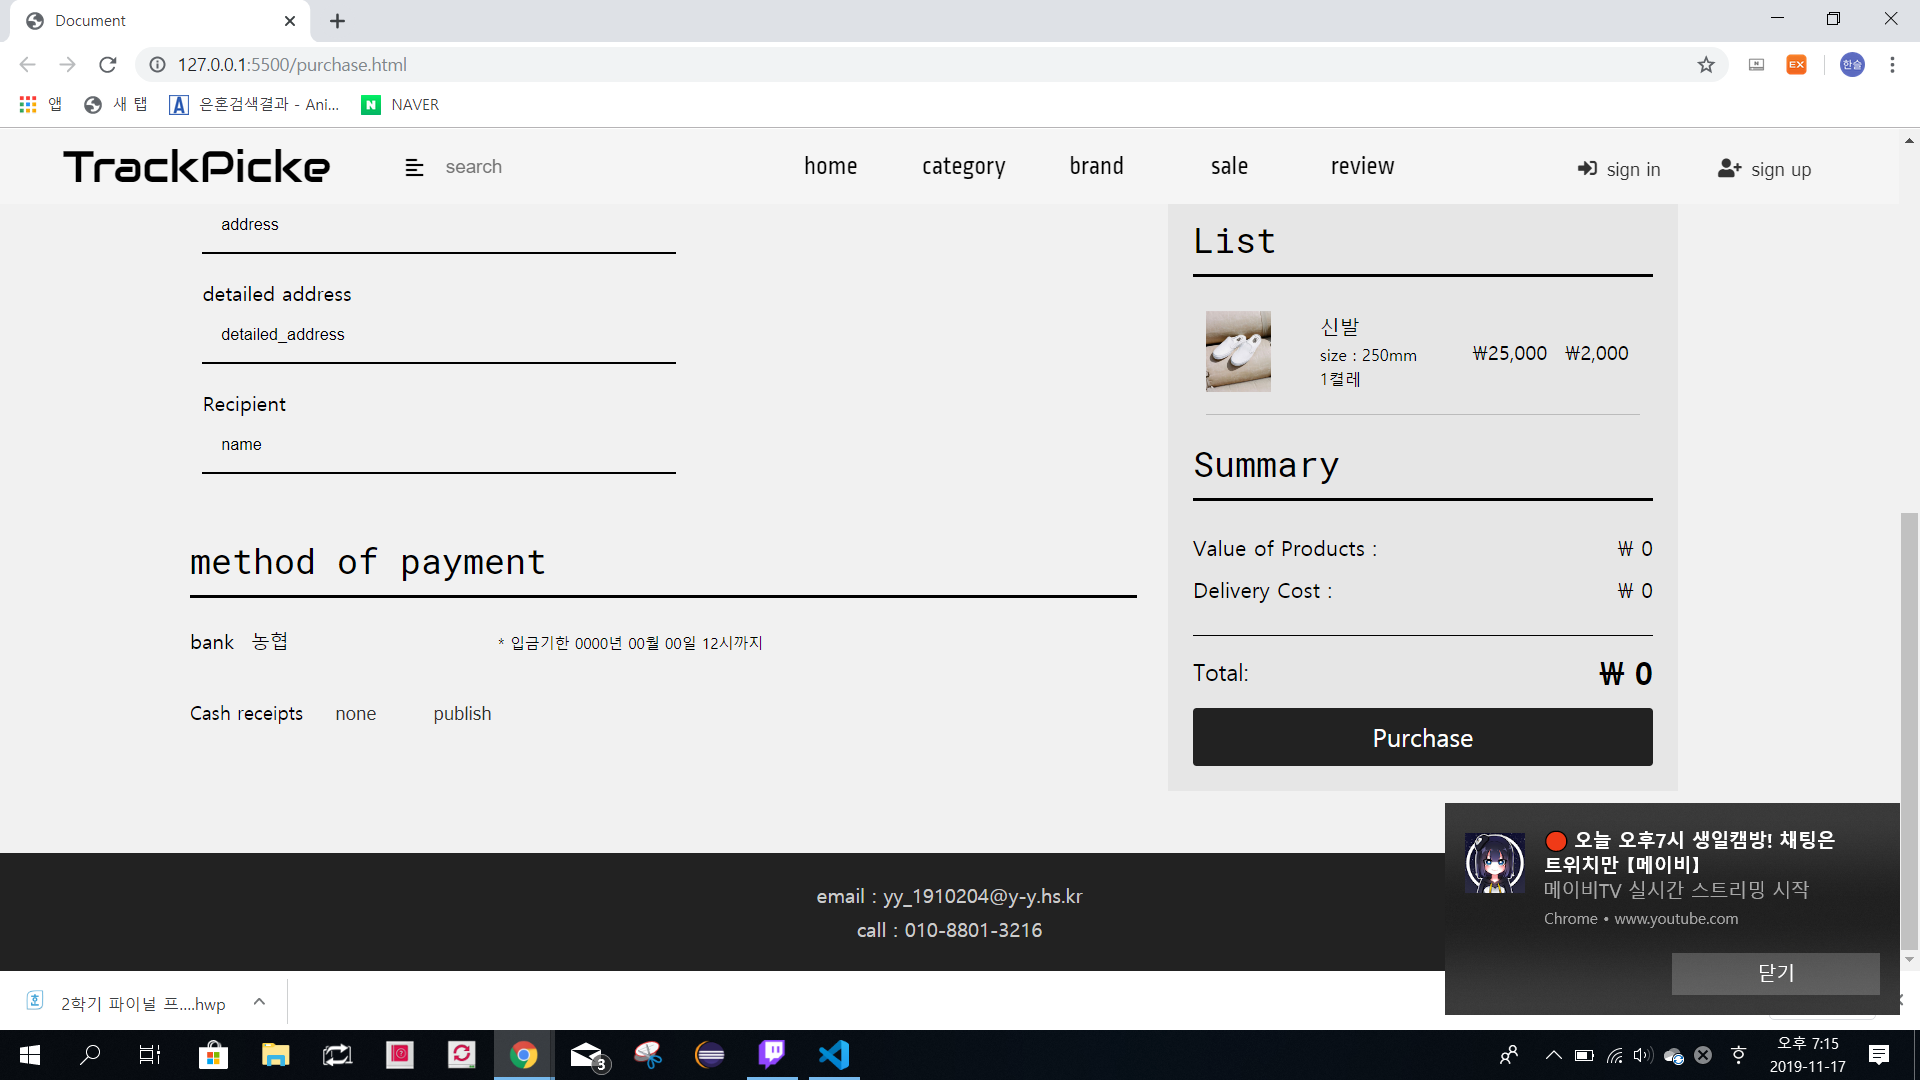 Document
127.0.0.1:5500/purchase.html
EX
한슬
앱
새 탭
은혼검색결과 - Ani...
NAVER
TrackPicke
search
home
category
brand
sale
review
sign in
sign up
address
detailed address
detailed_address
Recipient
name
method of payment
bank 농협
* 입금기한 0000년 00월 00일 12시까지
Cash receipts none publish
List
신발
size : 250mm
1켤레
₩25,000 ₩2,000
Summary
Value of Products : ₩ 0
Delivery Cost : ₩ 0
Total: ₩ 0
Purchase
email : yy_1910204@y-y.hs.kr
call : 010-8801-3216
오늘 오후7시 생일캠방! 채팅은
트위치만 【메이비】
메이비TV 실시간 스트리밍 시작
Chrome • www.youtube.com
닫기
2학기 파이널 프....hwp
3
오후 7:15
2019-11-17